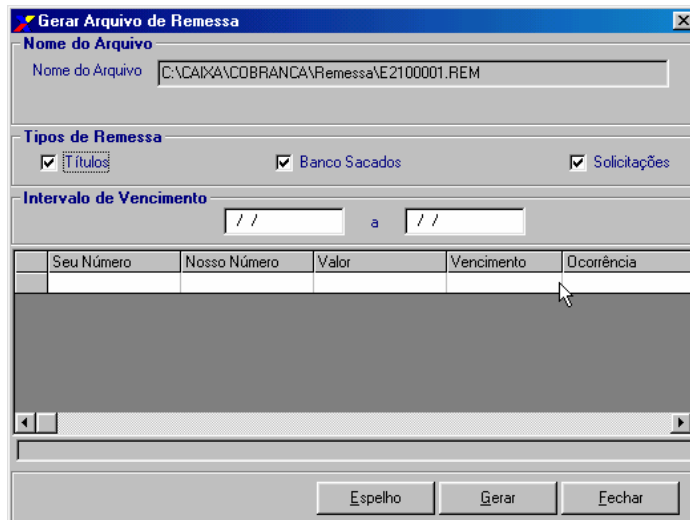 Gerar Arquivo de Remessa
Nome do Arquivo
Nome do Arquivo C:\CAIXA\COBRANCA\Remessa\E2100001.REM
Tipos de Remessa
Títulos Banco Sacados Solicitações
Intervalo de Vencimento
/ / a / /
Seu Número Nosso Número Valor Vencimento Ocorrência
Espelho Gerar Fechar